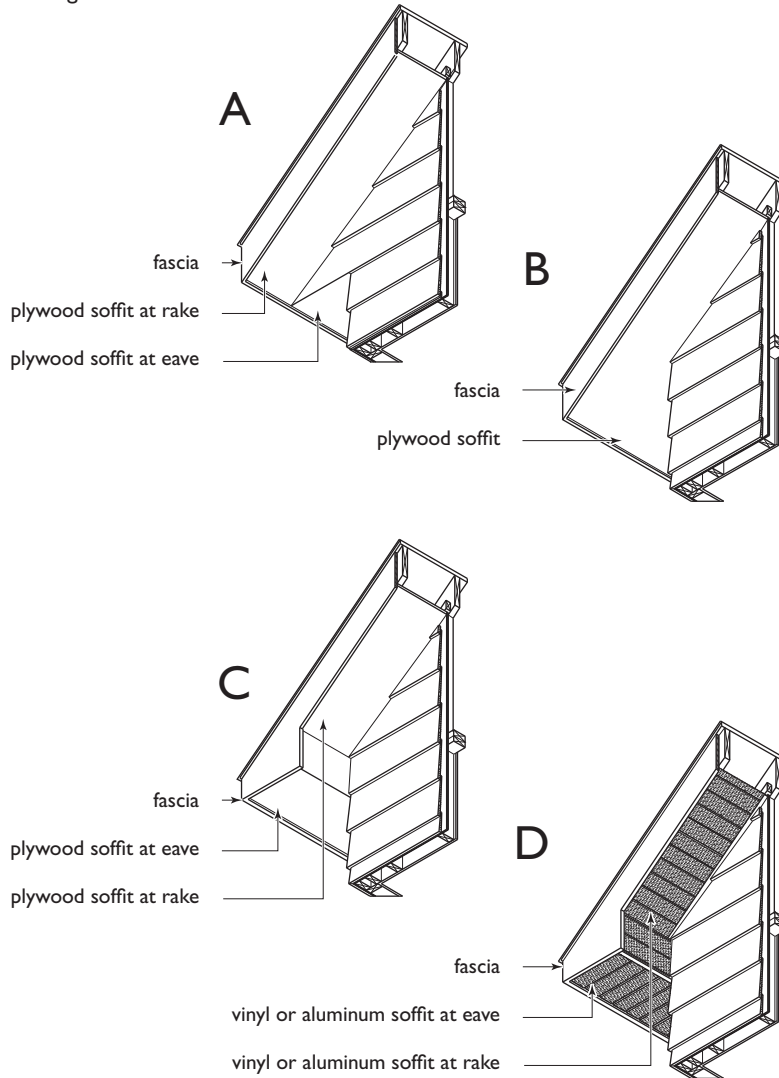 A
fascia
plywood soffit at rake
plywood soffit at eave
B
fascia
plywood soffit
C
fascia
plywood soffit at eave
plywood soffit at rake
D
fascia
vinyl or aluminum soffit at eave
vinyl or aluminum soffit at rake